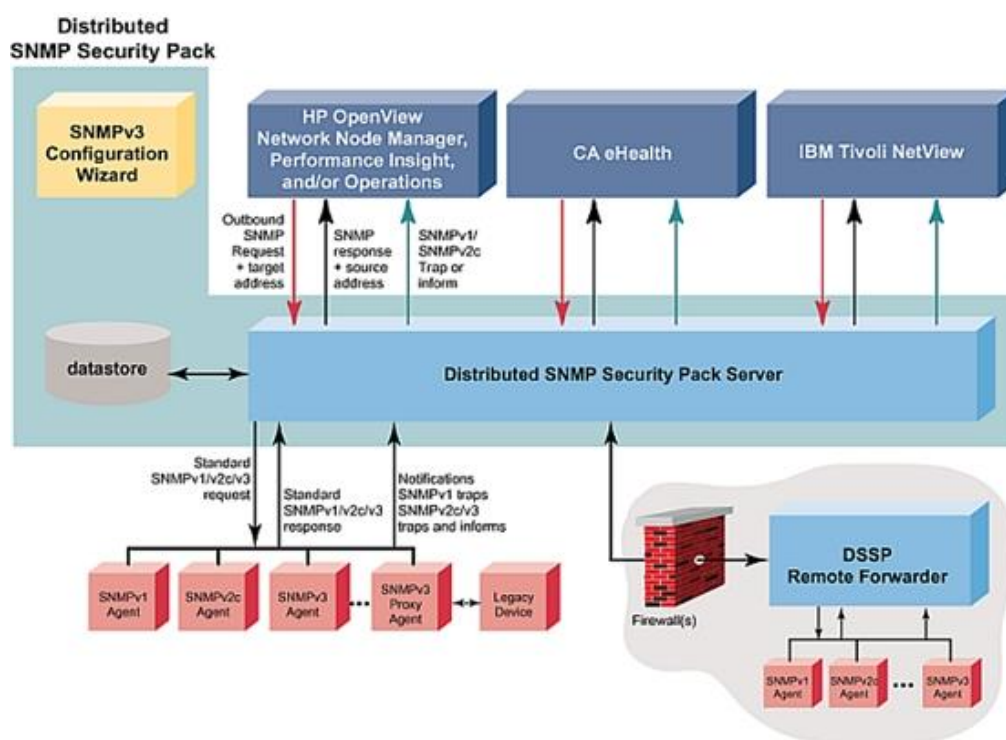 Distributed
SNMP Security Pack
SNMPv3
Configuration
Wizard
HP OpenView
Network Node Manager,
Performance Insight,
and/or Operations
CA eHealth
IBM Tivoli NetView
Outbound
SNMP
Request
+ target
address
SNMP
response
+ source
address
SNMPv1/
SNMPv2c
Trap or
inform
datastore
Distributed SNMP Security Pack Server
Standard
SNMPv1/v2c/v3
request
Standard
SNMPv1/v2c/v3
response
Notifications
SNMPv1 traps
SNMPv2c/v3
traps and informs
SNMPv1
Agent
SNMPv2c
Agent
SNMPv3
Agent
SNMPv3
Proxy
Agent
Legacy
Device
Firewall(s)
DSSP
Remote Forwarder
SNMPv1
Agent
SNMPv2c
Agent
SNMPv3
Agent